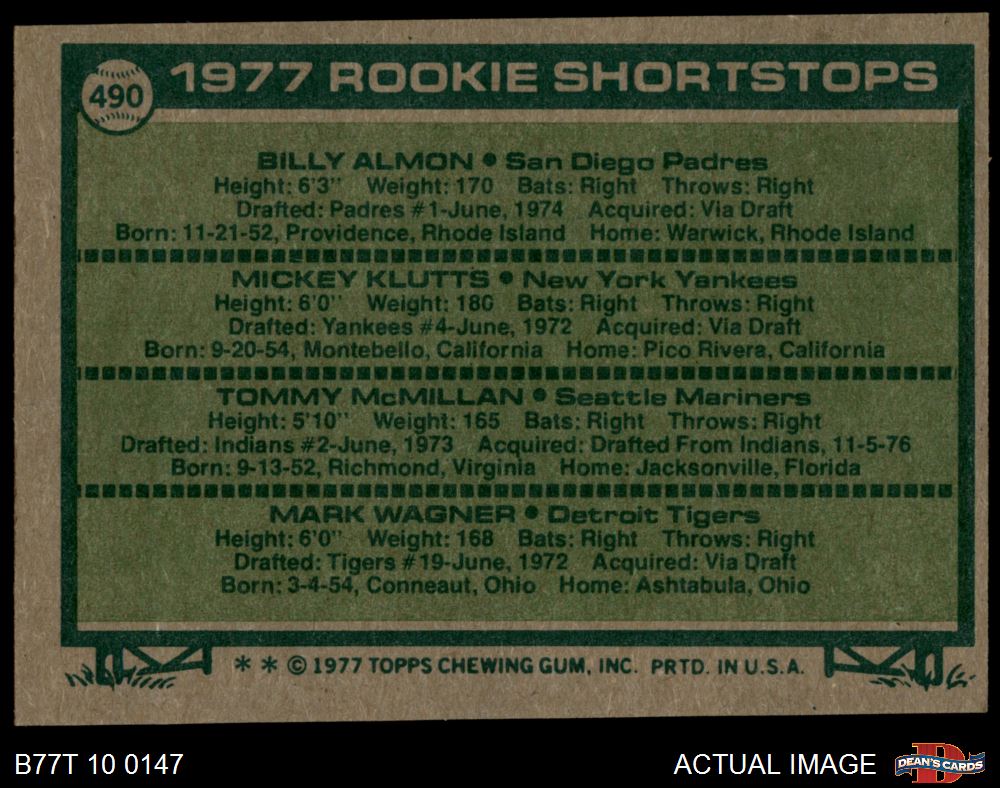 490
1977 ROOKIE SHORTSTOPS
BILLY ALMON • San Diego Padres
Height: 6'3" Weight: 170 Bats: Right Throws: Right
Drafted: Padres #1-June, 1974 Acquired: Via Draft
Born: 11-21-52, Providence, Rhode Island Home: Warwick, Rhode Island
MICKEY KLUTTS • New York Yankees
Height: 6'0" Weight: 180 Bats: Right Throws: Right
Drafted: Yankees #4-June, 1972 Acquired: Via Draft
Born: 9-20-54, Montebello, California Home: Pico Rivera, California
TOMMY McMILLAN • Seattle Mariners
Height: 5'10" Weight: 165 Bats: Right Throws: Right
Drafted: Indians #2-June, 1973 Acquired: Drafted From Indians, 11-5-76
Born: 9-13-52, Richmond, Virginia Home: Jacksonville, Florida
MARK WAGNER • Detroit Tigers
Height: 6'0" Weight: 168 Bats: Right Throws: Right
Drafted: Tigers #19-June, 1972 Acquired: Via Draft
Born: 3-4-54, Conneaut, Ohio Home: Ashtabula, Ohio
* * © 1977 TOPPS CHEWING GUM, INC. PRTD. IN U.S.A.
B77T 10 0147
ACTUAL IMAGE
D
DEAN'S CARDS